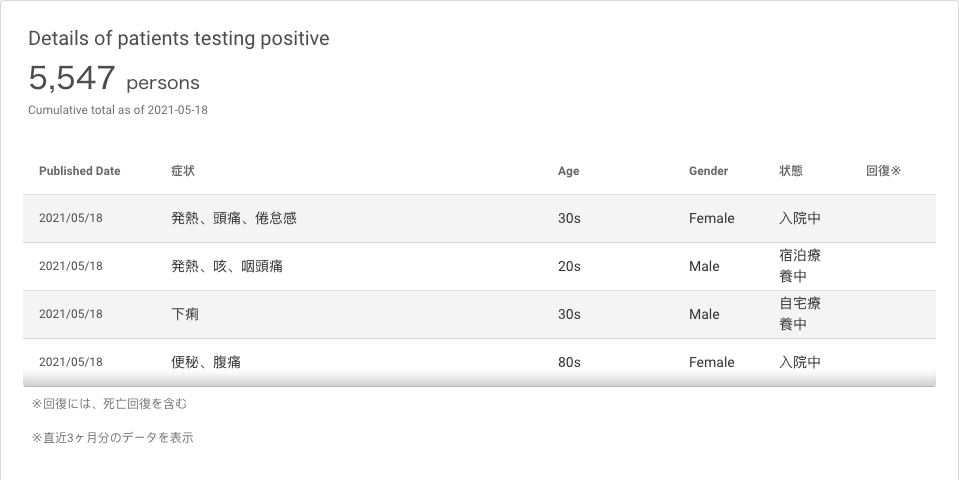 Details of patients testing positive
5,547 persons
Cumulative total as of 2021-05-18
Published Date 症状 Age Gender 状態 回復※
2021/05/18 発熱、頭痛、倦怠感 30s Female 入院中
2021/05/18 発熱、咳、咽頭痛 20s Male 宿泊療
養中
2021/05/18 下痢 30s Male 自宅療
養中
2021/05/18 便秘、腹痛 80s Female 入院中
※回復には、死亡回復を含む
※直近3ヶ月分のデータを表示